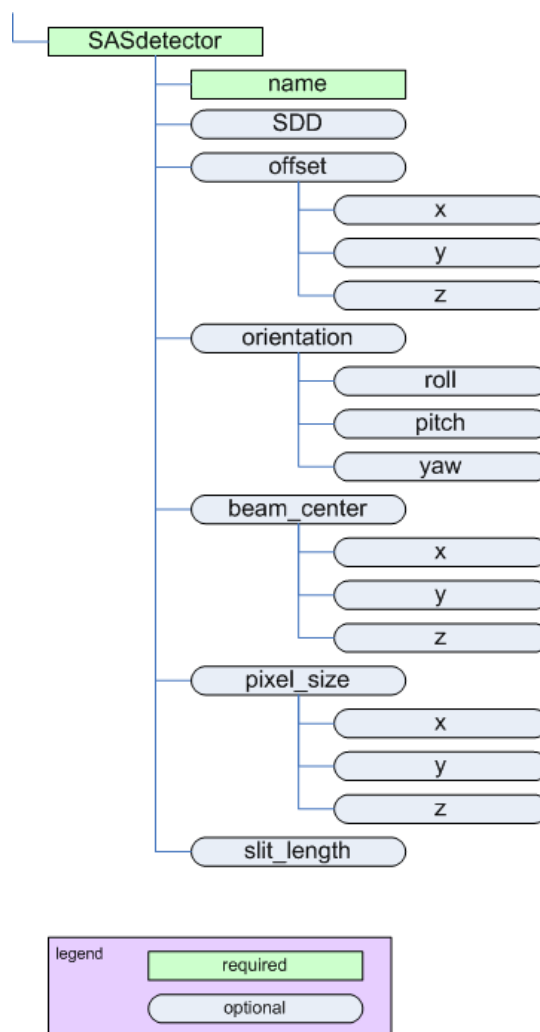 SASdetector
name
SDD
offset
x
y
z
orientation
roll
pitch
yaw
beam_center
x
y
z
pixel_size
x
y
z
slit_length
legend
required
optional